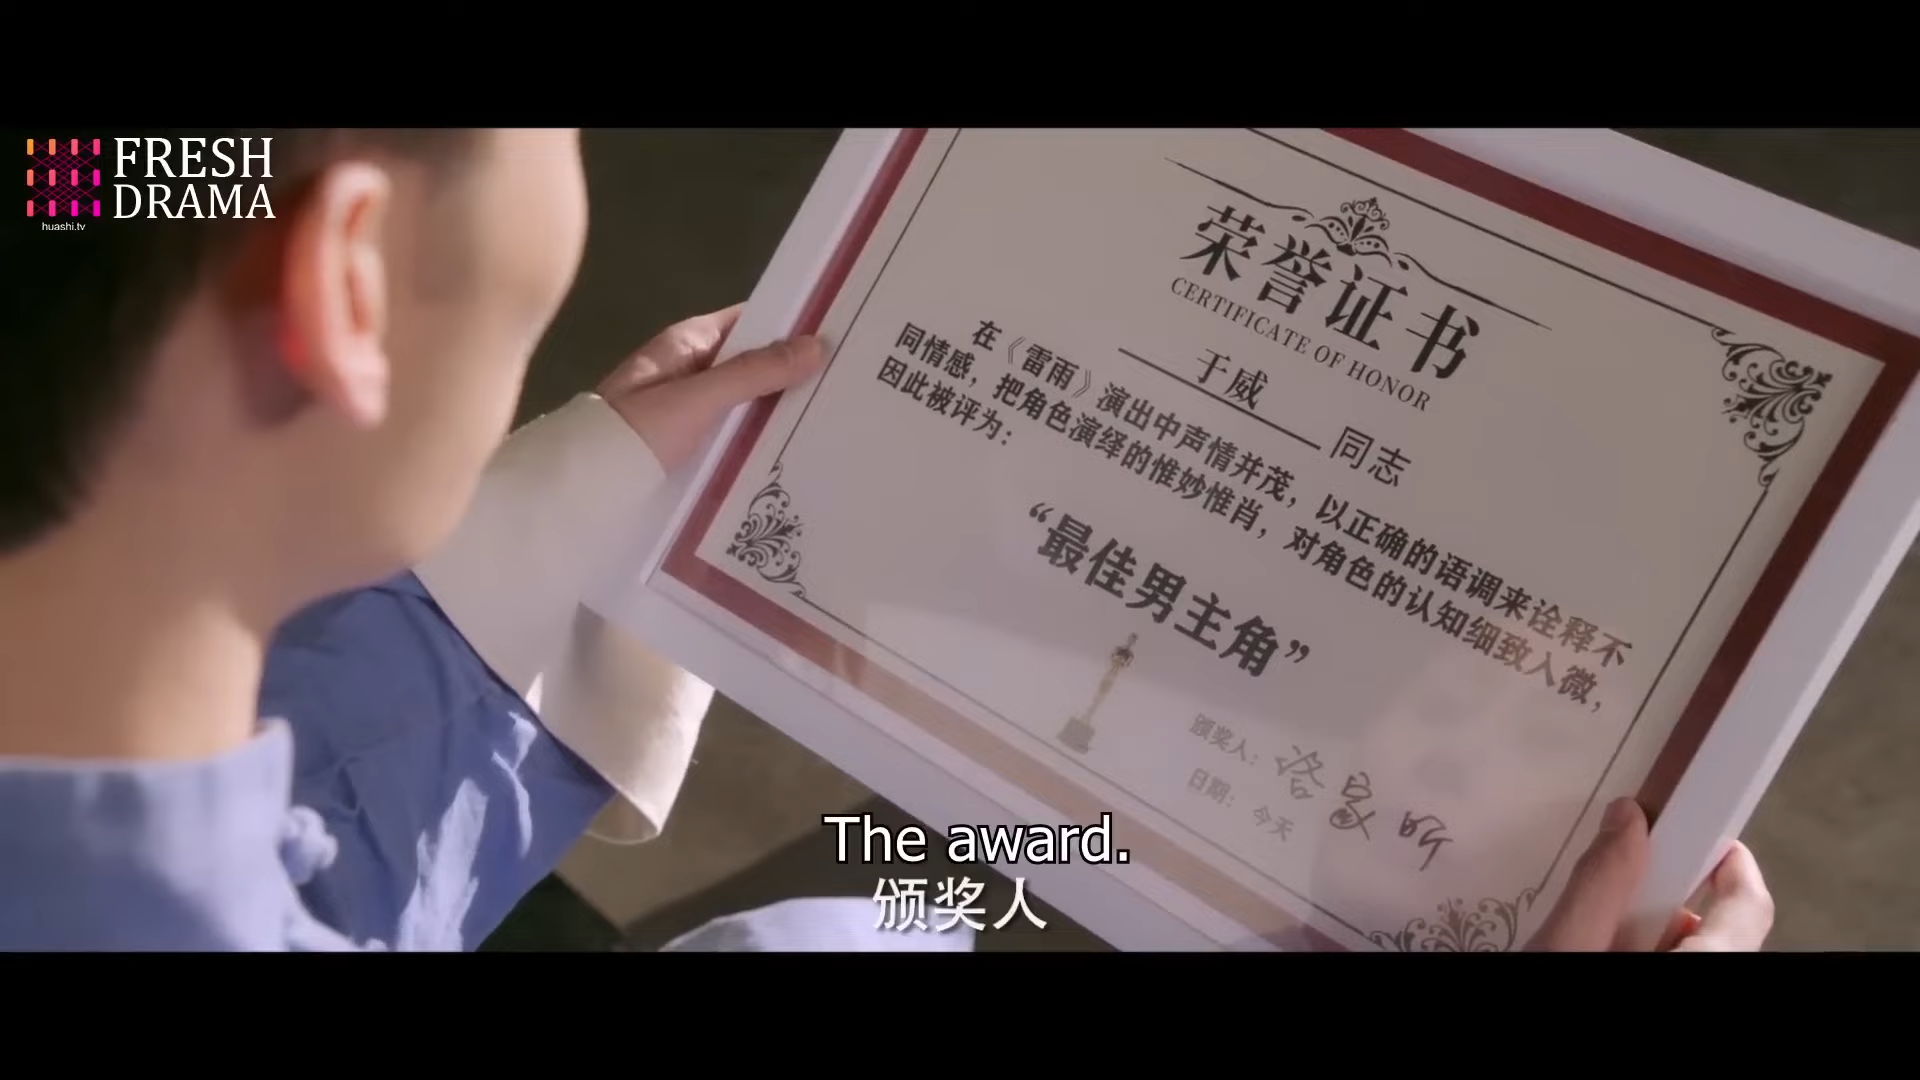 FRESH
DRAMA
huashi.tv
荣誉证书
CERTIFICATE OF HONOR
于威 同志
在《雷雨》演出中声情并茂，以正确的语调来诠释不
同情感，把角色演绎的惟妙惟肖，对角色的认知细致入微，
因此被评为：
“最佳男主角”
颁奖人：洛
日期：今天
The award.
颁奖人